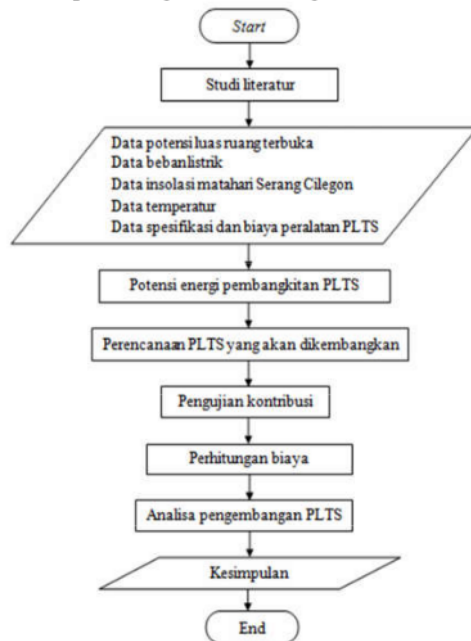 Start
Studi literatur
Data potensi luas ruang terbuka
Data bebanlistrik
Data insolasi matahari Serang Cilegon
Data temperatur
Data spesifikasi dan biaya peralatan PLTS
Potensi energi pembangkitan PLTS
Perencanaan PLTS yang akan dikembangkan
Pengujian kontribusi
Perhitungan biaya
Analisa pengembangan PLTS
Kesimpulan
End